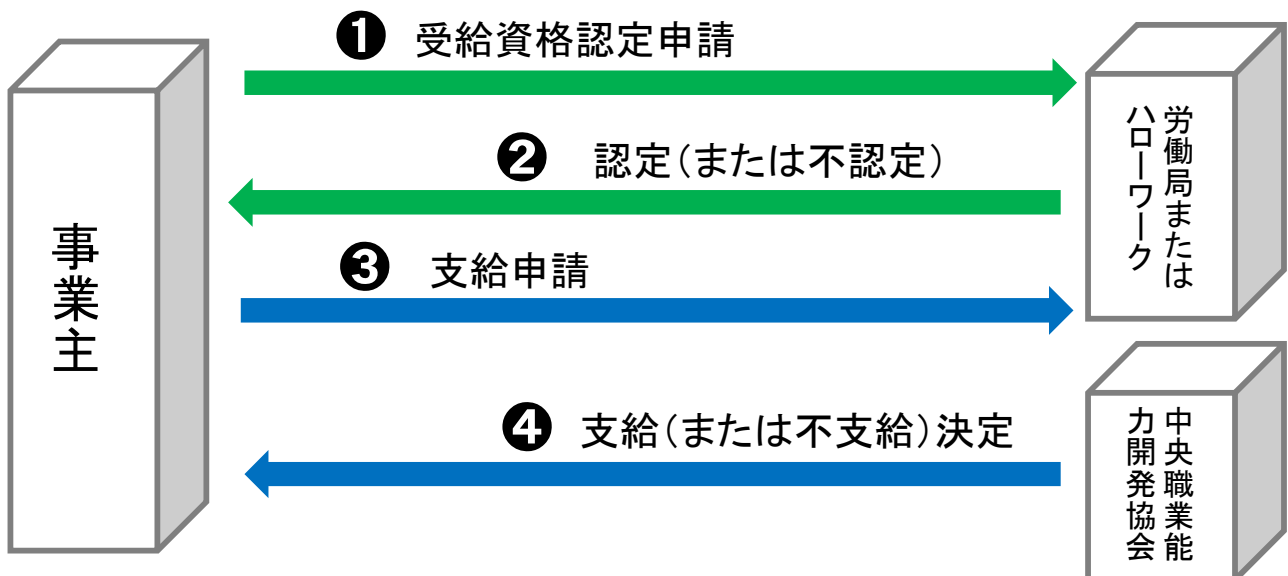 ❶ 受給資格認定申請
❷ 認定(または不認定)
❸ 支給申請
❹ 支給(または不支給)決定
事業主
労働局または
ハローワーク
中央職業能
力開発協会